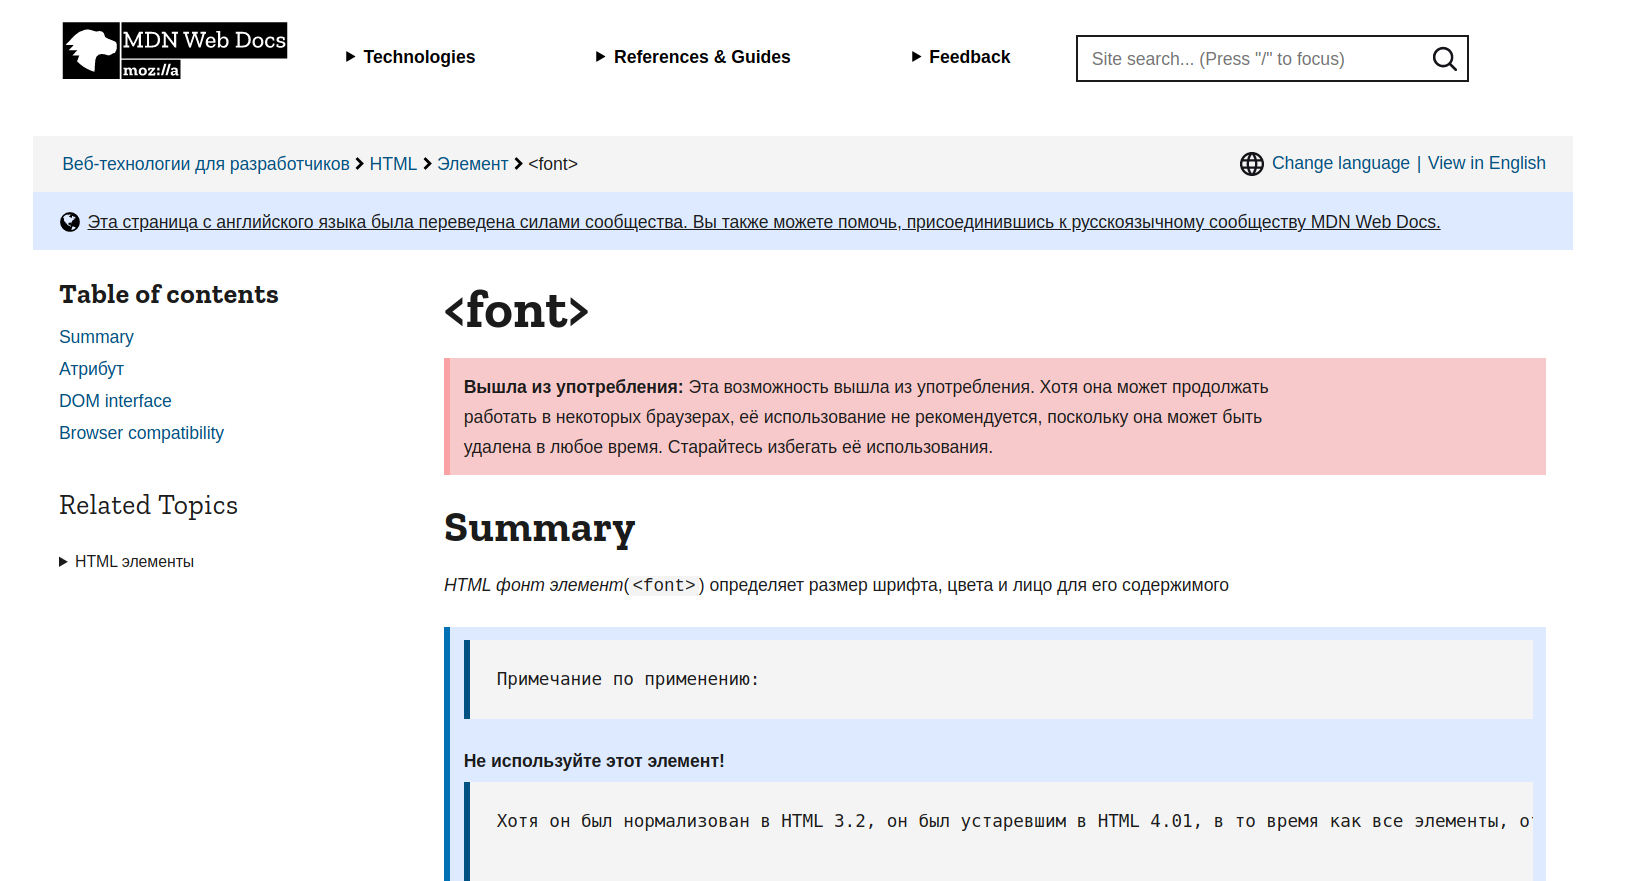 MDN Web Docs
moz://a
Technologies
References & Guides
Feedback
Site search... (Press "/" to focus)
Веб-технологии для разработчиков HTML Элемент <font>
Change language | View in English
Эта страница с английского языка была переведена силами сообщества. Вы также можете помочь, присоединившись к русскоязычному сообществу MDN Web Docs.
Table of contents
Summary
Атрибут
DOM interface
Browser compatibility
Related Topics
HTML элементы
<font>
Вышла из употребления: Эта возможность вышла из употребления. Хотя она может продолжать
работать в некоторых браузерах, её использование не рекомендуется, поскольку она может быть
удалена в любое время. Старайтесь избегать её использования.
Summary
HTML фонт элемент(<font>) определяет размер шрифта, цвета и лицо для его содержимого
Примечание по применению:
Не используйте этот элемент!
Хотя он был нормализован в HTML 3.2, он был устаревшим в HTML 4.01, в то время как все элементы,